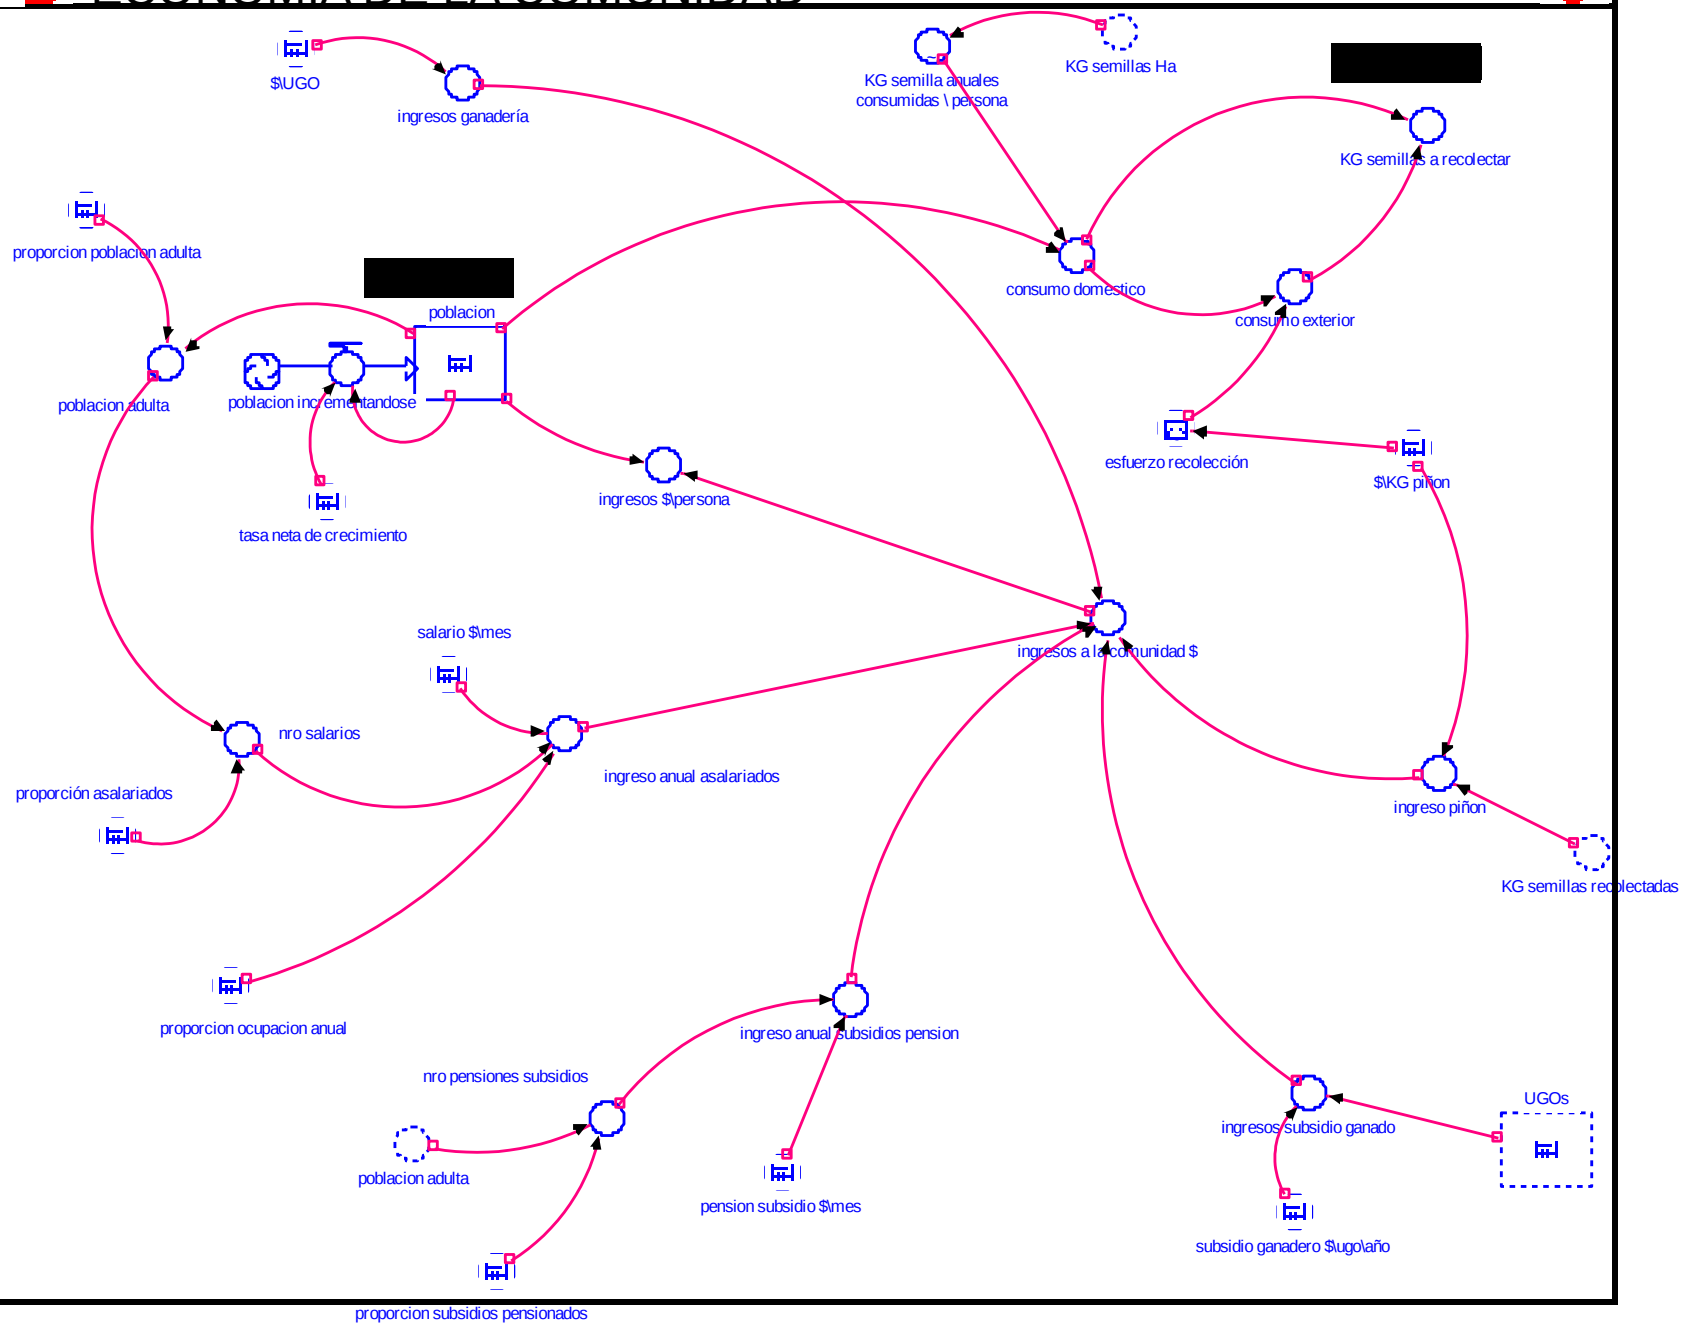 ECONOMIA DE LA COMUNIDAD
$\UGO
ingresos ganadería
KG semilla anuales
consumidas \ persona
KG semillas Ha
KG semillas a recolectar
proporcion poblacion adulta
poblacion
consumo domestico
consumo exterior
poblacion adulta
poblacion incrementandose
esfuerzo recolección
$\KG piñon
ingresos $\persona
tasa neta de crecimiento
salario $\mes
ingresos a la comunidad $
nro salarios
ingreso anual asalariados
proporción asalariados
ingreso piñon
KG semillas recolectadas
proporcion ocupacion anual
ingreso anual subsidios pension
nro pensiones subsidios
UGOs
ingresos subsidio ganado
poblacion adulta
pension subsidio $\mes
subsidio ganadero $\ugo\año
proporcion subsidios pensionados